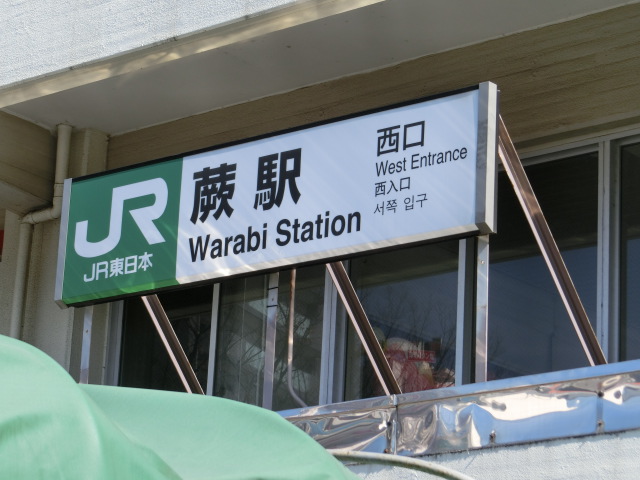 JR
JR東日本
蕨駅
Warabi Station
西口
West Entrance
西入口
서쪽 입구